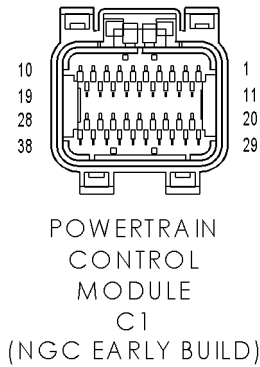 10 1
19 11
28 20
38 29
POWERTRAIN
CONTROL
MODULE
C1
(NGC EARLY BUILD)